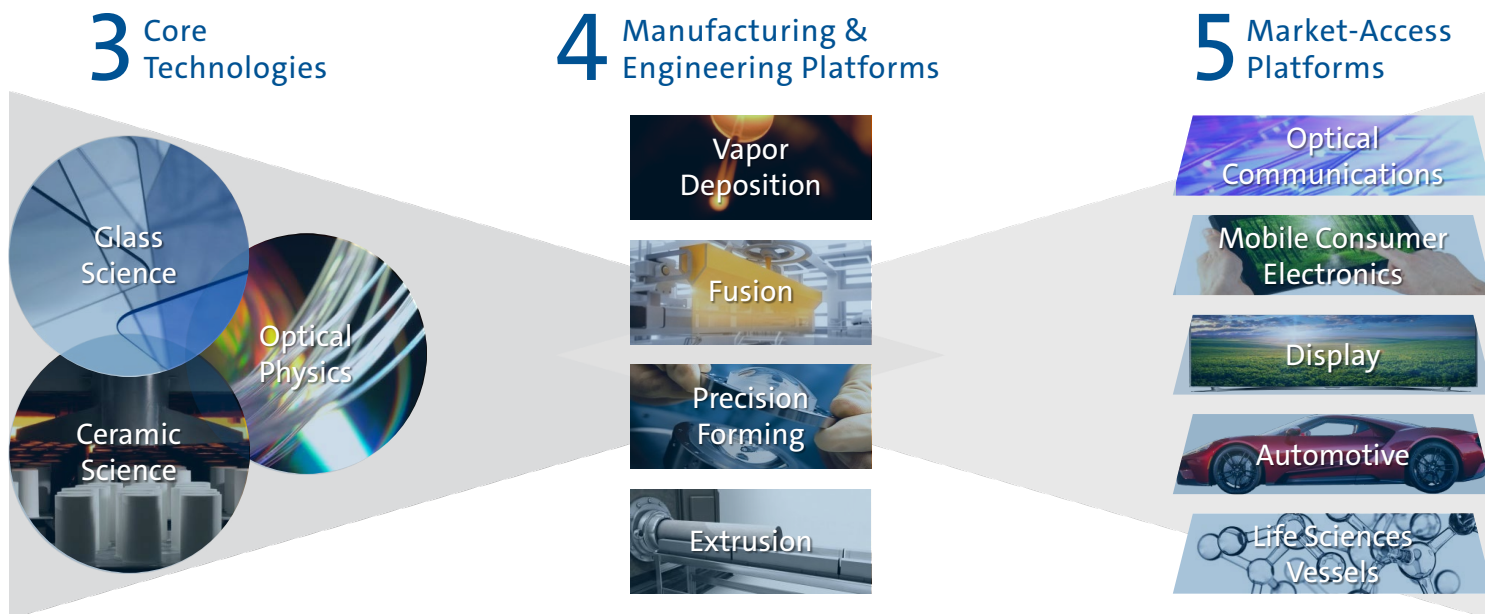 3 Core
Technologies
4 Manufacturing &
Engineering Platforms
5 Market-Access
Platforms
Glass
Science
Optical
Physics
Ceramic
Science
Vapor
Deposition
Fusion
Precision
Forming
Extrusion
Optical
Communications
Mobile Consumer
Electronics
Display
Automotive
Life Sciences
Vessels